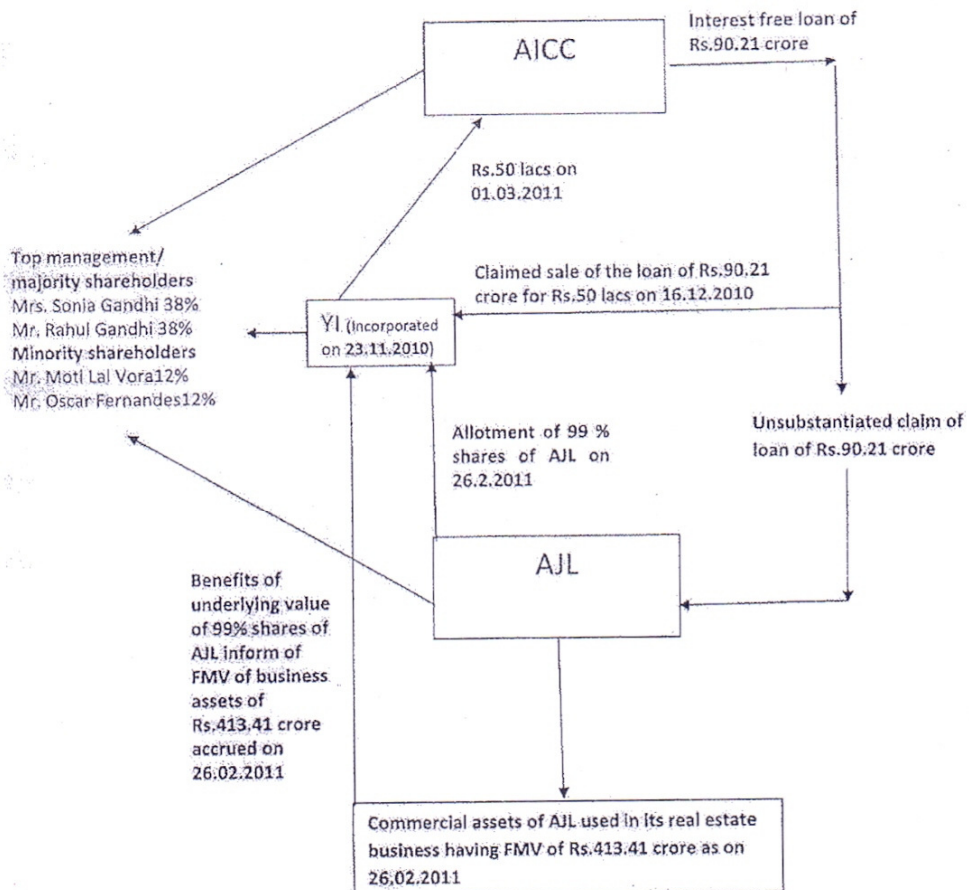 AICC
Interest free loan of
Rs.90.21 crore
Rs.50 lacs on
01.03.2011
Top management/
majority shareholders
Mrs. Sonia Gandhi 38%
Mr. Rahul Gandhi 38%
Minority shareholders
Mr. Moti Lal Vora12%
Mr. Oscar Fernandes12%
Claimed sale of the loan of Rs.90.21
crore for Rs.50 lacs on 16.12.2010
YI (Incorporated
on 23.11.2010)
Allotment of 99 %
shares of AJL on
26.2.2011
Unsubstantiated claim of
loan of Rs.90.21 crore
AJL
Benefits of
underlying value
of 99% shares of
AJL inform of
FMV of business
assets of
Rs.413.41 crore
accrued on
26.02.2011
Commercial assets of AJL used in its real estate
business having FMV of Rs.413.41 crore as on
26.02.2011